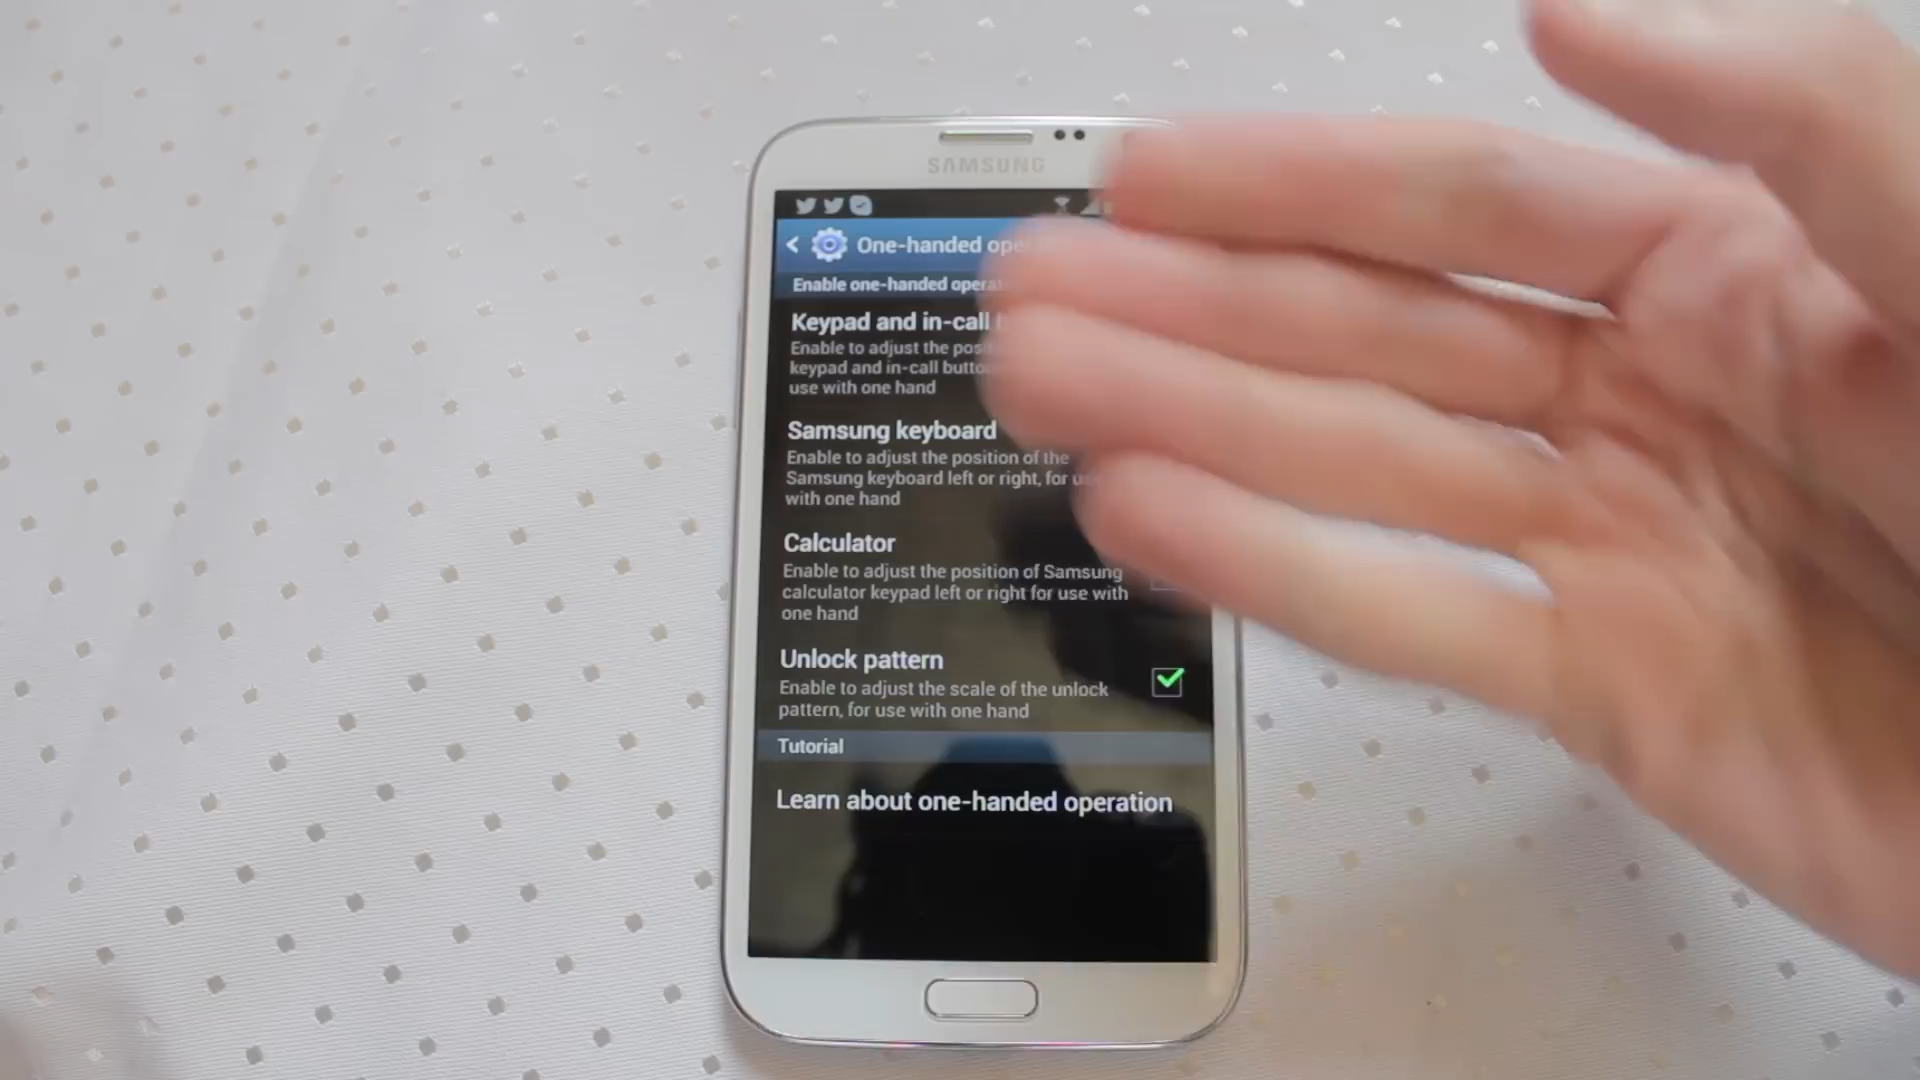 SAMSUNG
One-handed
Enable one-handed
Keypad and in-call
Enable to adjust the
keypad and in-call
use with one hand
Samsung keyboard
Enable to adjust the position of the
Samsung keyboard left or right, for
with one hand
Calculator
Enable to adjust the position of Samsung
calculator keypad left or right for use with
one hand
Unlock pattern
Enable to adjust the scale of the unlock
pattern, for use with one hand
Tutorial
Learn about one-handed operation